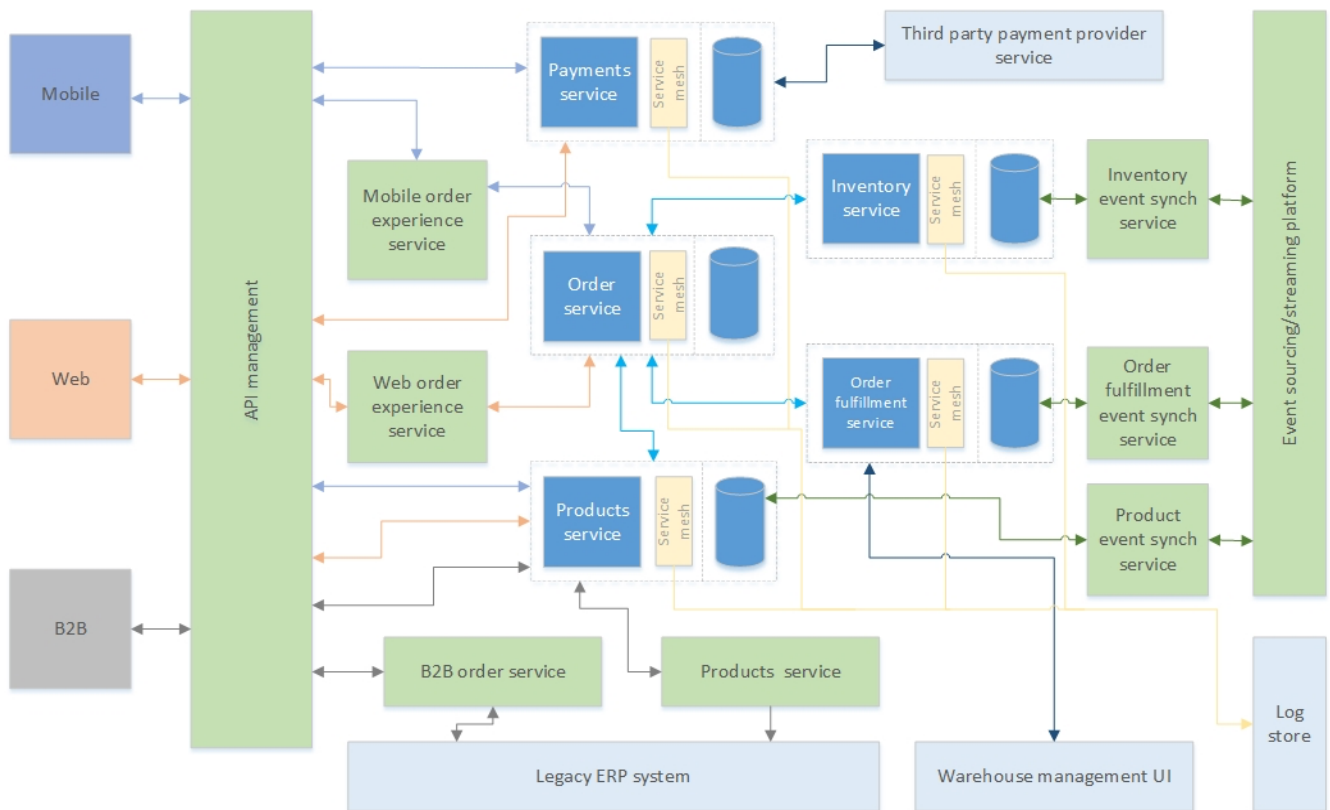 Mobile
Web
B2B
API management
Mobile order
experience
service
Web order
experience
service
Payments
service
Service
mesh
Third party payment provider
service
Order
service
Service
mesh
Inventory
service
Service
mesh
Inventory
event synch
service
Order
fulfillment
service
Service
mesh
Order
fulfillment
event synch
service
Products
service
Service
mesh
Product
event synch
service
Event sourcing/streaming platform
B2B order service
Products service
Legacy ERP system
Warehouse management UI
Log
store